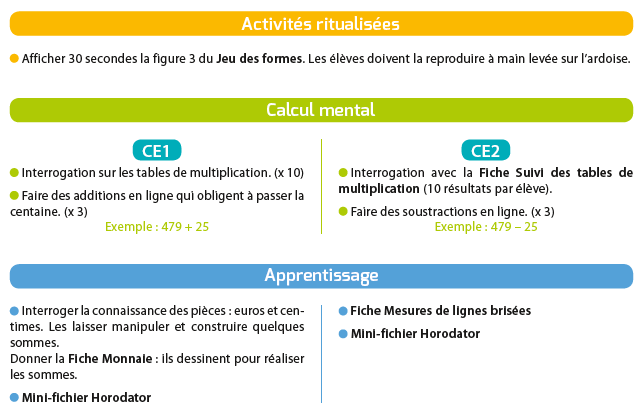 Activités ritualisées
Afficher 30 secondes la figure 3 du Jeu des formes. Les élèves doivent la reproduire à main levée sur l'ardoise.
Calcul mental
CE1
Interrogation sur les tables de multiplication. (x 10)
Faire des additions en ligne qui obligent à passer la
centaine. (x 3)
Exemple : 479 + 25
CE2
Interrogation avec la Fiche Suivi des tables de
multiplication (10 résultats par élève).
Faire des soustractions en ligne. (x 3)
Exemple : 479 – 25
Apprentissage
Interroger la connaissance des pièces : euros et cen-
times. Les laisser manipuler et construire quelques
sommes.
Donner la Fiche Monnaie : ils dessinent pour réaliser
les sommes.
Mini-fichier Horodator
Fiche Mesures de lignes brisées
Mini-fichier Horodator